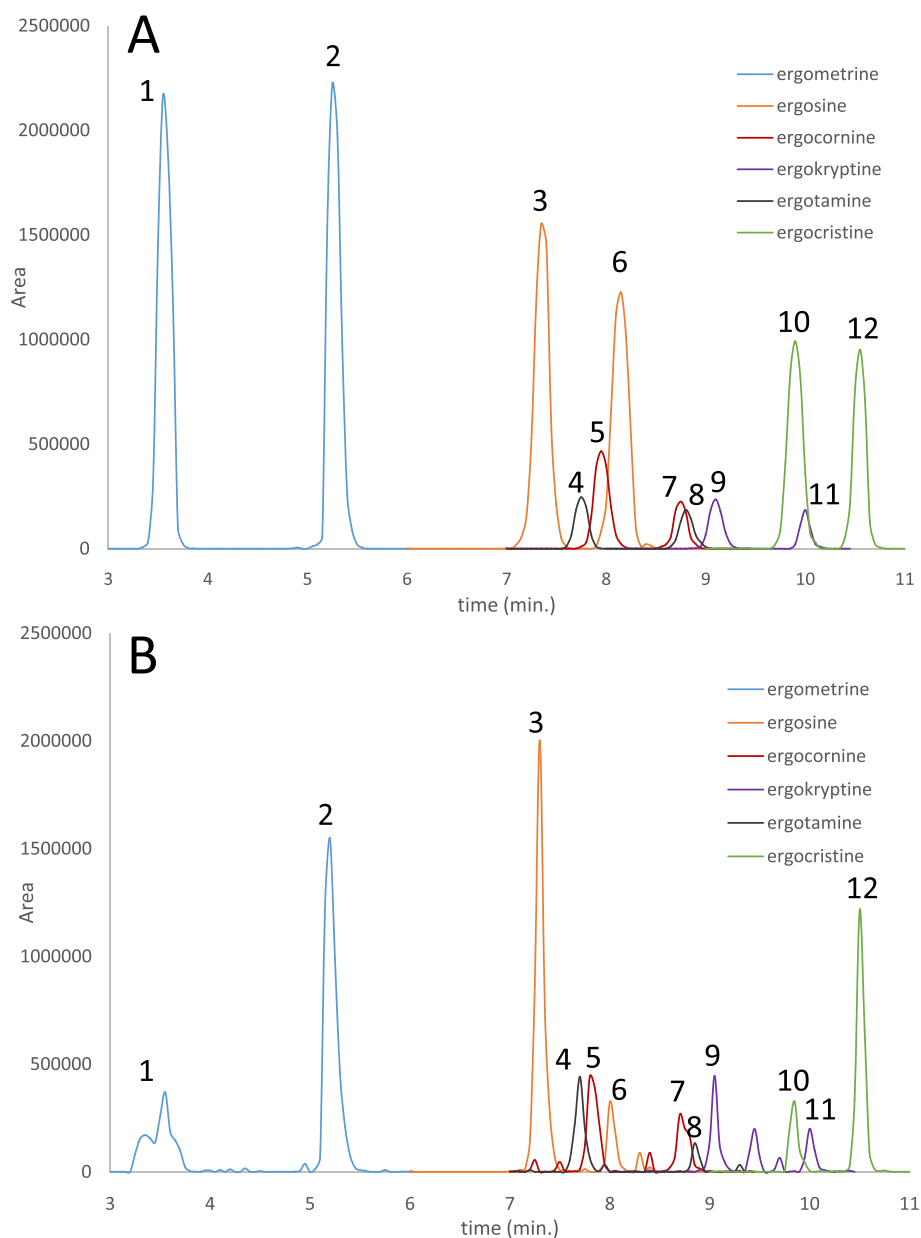 A
2500000
2000000
1500000
1000000
500000
0
Area
1
2
3
4
5
6
7
8
9
10
11
12
ergometrine
ergosine
ergocornine
ergokryptine
ergotamine
ergocristine
3 4 5 6 7 8 9 10 11
time (min.)
B
2500000
2000000
1500000
1000000
500000
0
Area
1
2
3
4
5
6
7
8
9
10
11
12
ergometrine
ergosine
ergocornine
ergokryptine
ergotamine
ergocristine
3 4 5 6 7 8 9 10 11
time (min.)